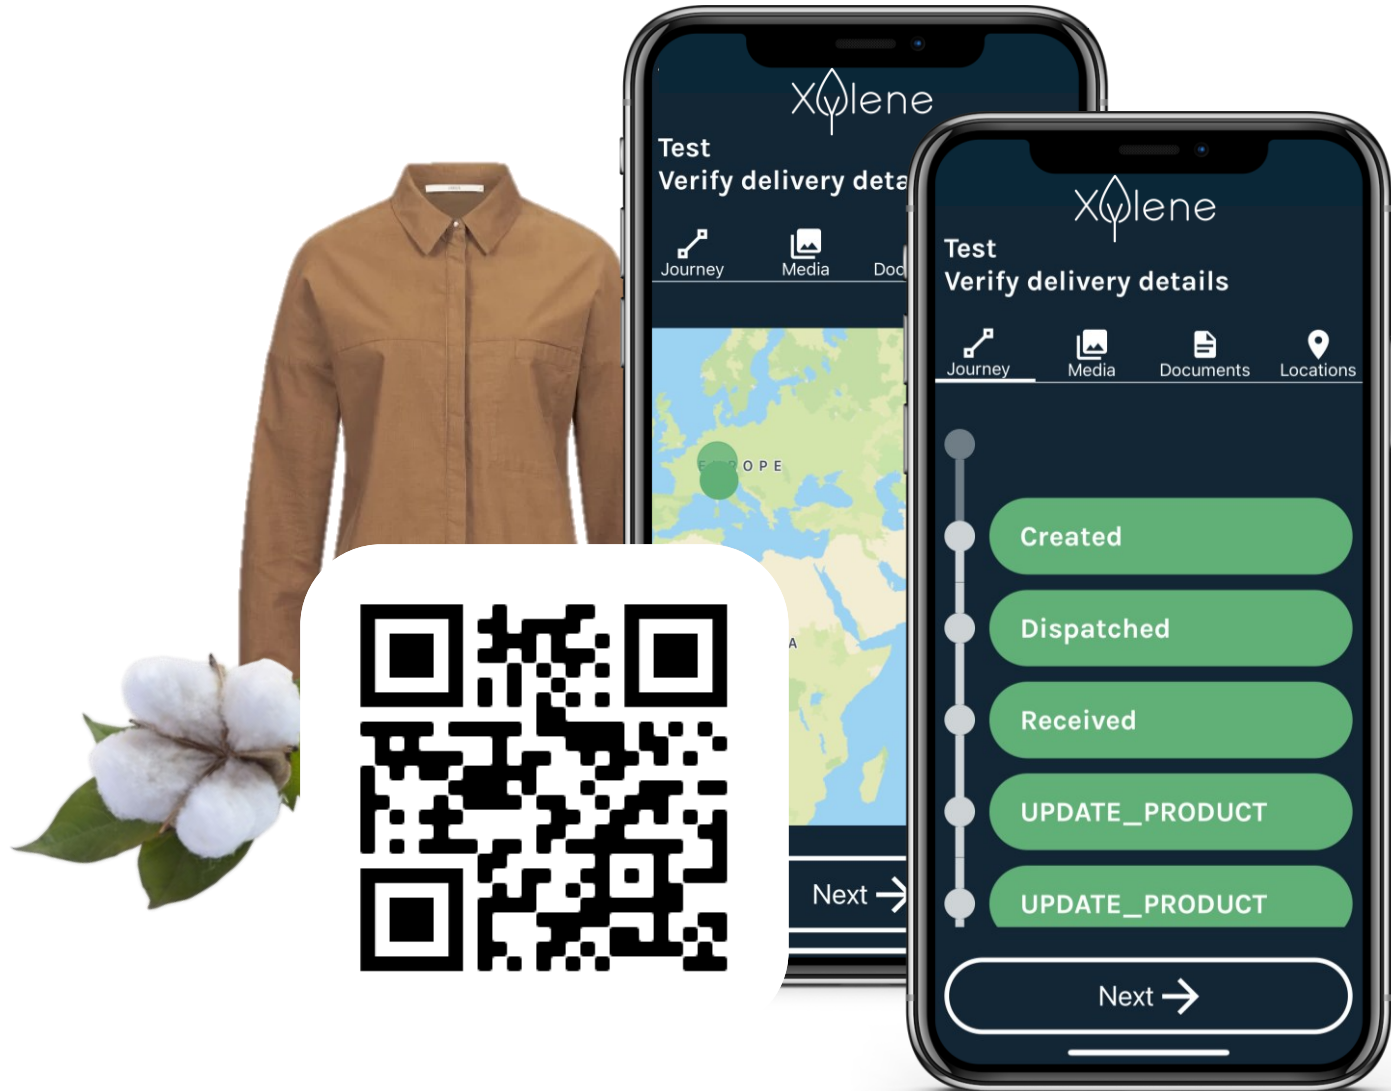 Xylene
Test
Verify delivery deta
Journey
Media
Doc
EUROPE
A
Next
Xylene
Test
Verify delivery details
Journey
Media
Documents
Locations
Created
Dispatched
Received
UPDATE_PRODUCT
UPDATE_PRODUCT
Next